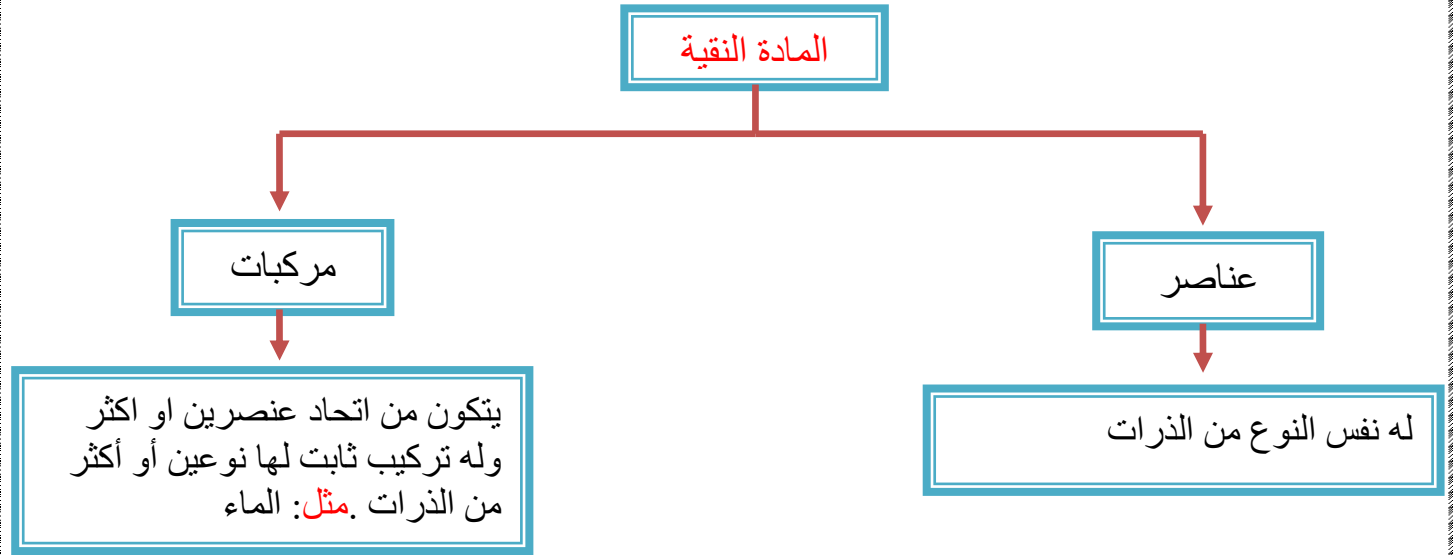 المادة النقية
عناصر
له نفس النوع من الذرات
مركبات
يتكون من اتحاد عنصرين او اكثر
وله تركيب ثابت لها نوعين أو أكثر
من الذرات .مثل: الماء